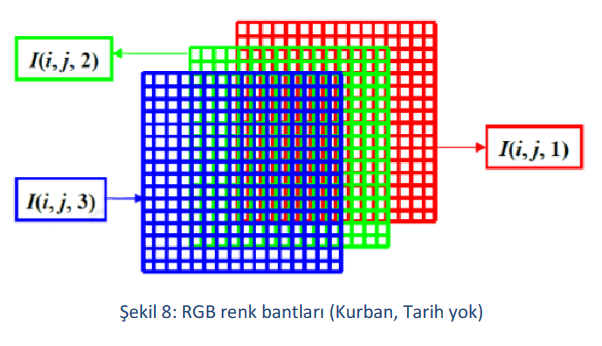 I(i, j, 2)
I(i, j, 1)
I(i, j, 3)
Şekil 8: RGB renk bantları (Kurban, Tarih yok)